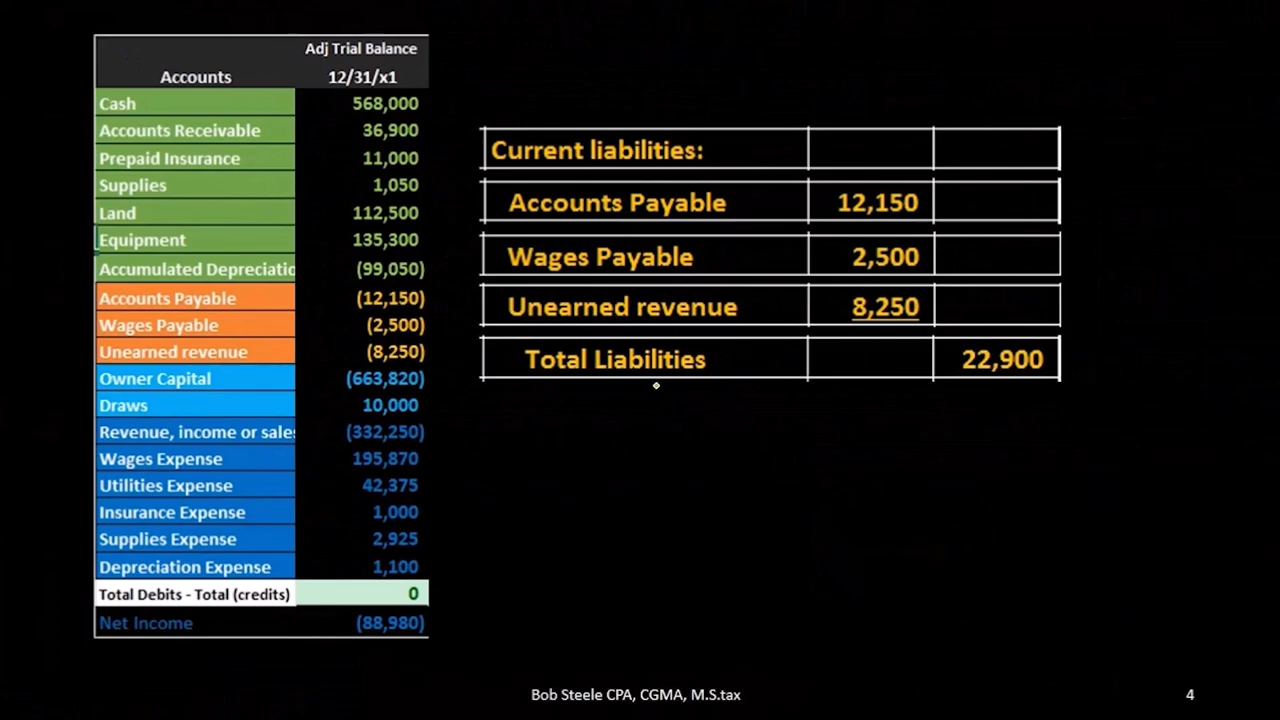 Adj Trial Balance
Accounts 12/31/x1
Cash 568,000
Accounts Receivable 36,900
Prepaid Insurance 11,000
Supplies 1,050
Land 112,500
Equipment 135,300
Accumulated Depreciatio (99,050)
Accounts Payable (12,150)
Wages Payable (2,500)
Unearned revenue (8,250)
Owner Capital (663,820)
Draws 10,000
Revenue, income or sales (332,250)
Wages Expense 195,870
Utilities Expense 42,375
Insurance Expense 1,000
Supplies Expense 2,925
Depreciation Expense 1,100
Total Debits - Total (credits) 0
Net Income (88,980)
Current liabilities:
Accounts Payable 12,150
Wages Payable 2,500
Unearned revenue 8,250
Total Liabilities 22,900
Bob Steele CPA, CGMA, M.S.tax
4